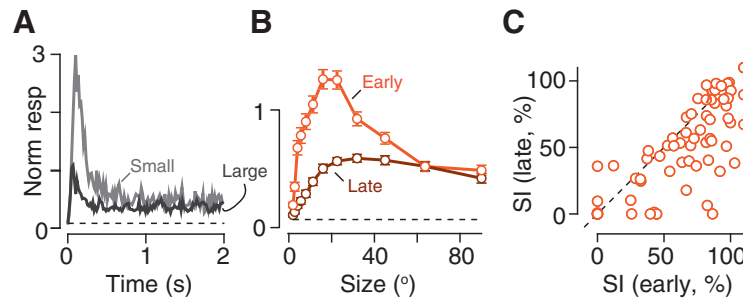 A
Norm resp
3
0
Small
Large
0
1
2
Time (s)
B
1
0
Early
Late
0
40
80
Size (º)
C
SI (late, %)
100
50
0
0
50
100
SI (early, %)